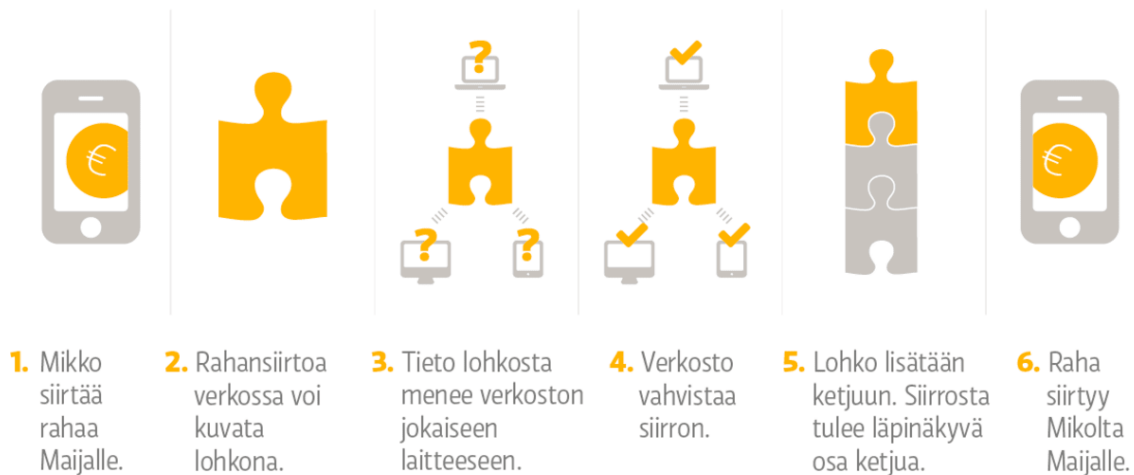 1. Mikko
siirtää
rahaa
Maijalle.
2. Rahansiirtoa
verkossa voi
kuvata
lohkona.
3. Tieto lohkosta
menee verkoston
jokaiseen
laitteeseen.
4. Verkosto
vahvistaa
siirron.
5. Lohko lisätään
ketjuun. Siirrosta
tulee läpinäkyvä
osa ketjua.
6. Raha
siirtyy
Mikolta
Maijalle.
€
?
?
?
€